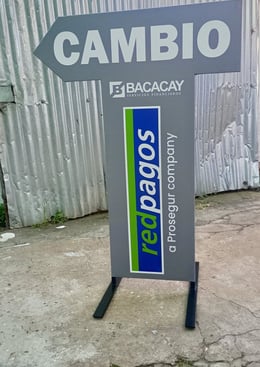 CAMBIO
BACACAY
SERVICIOS FINANCIEROS
redpagos
a Prosegur company